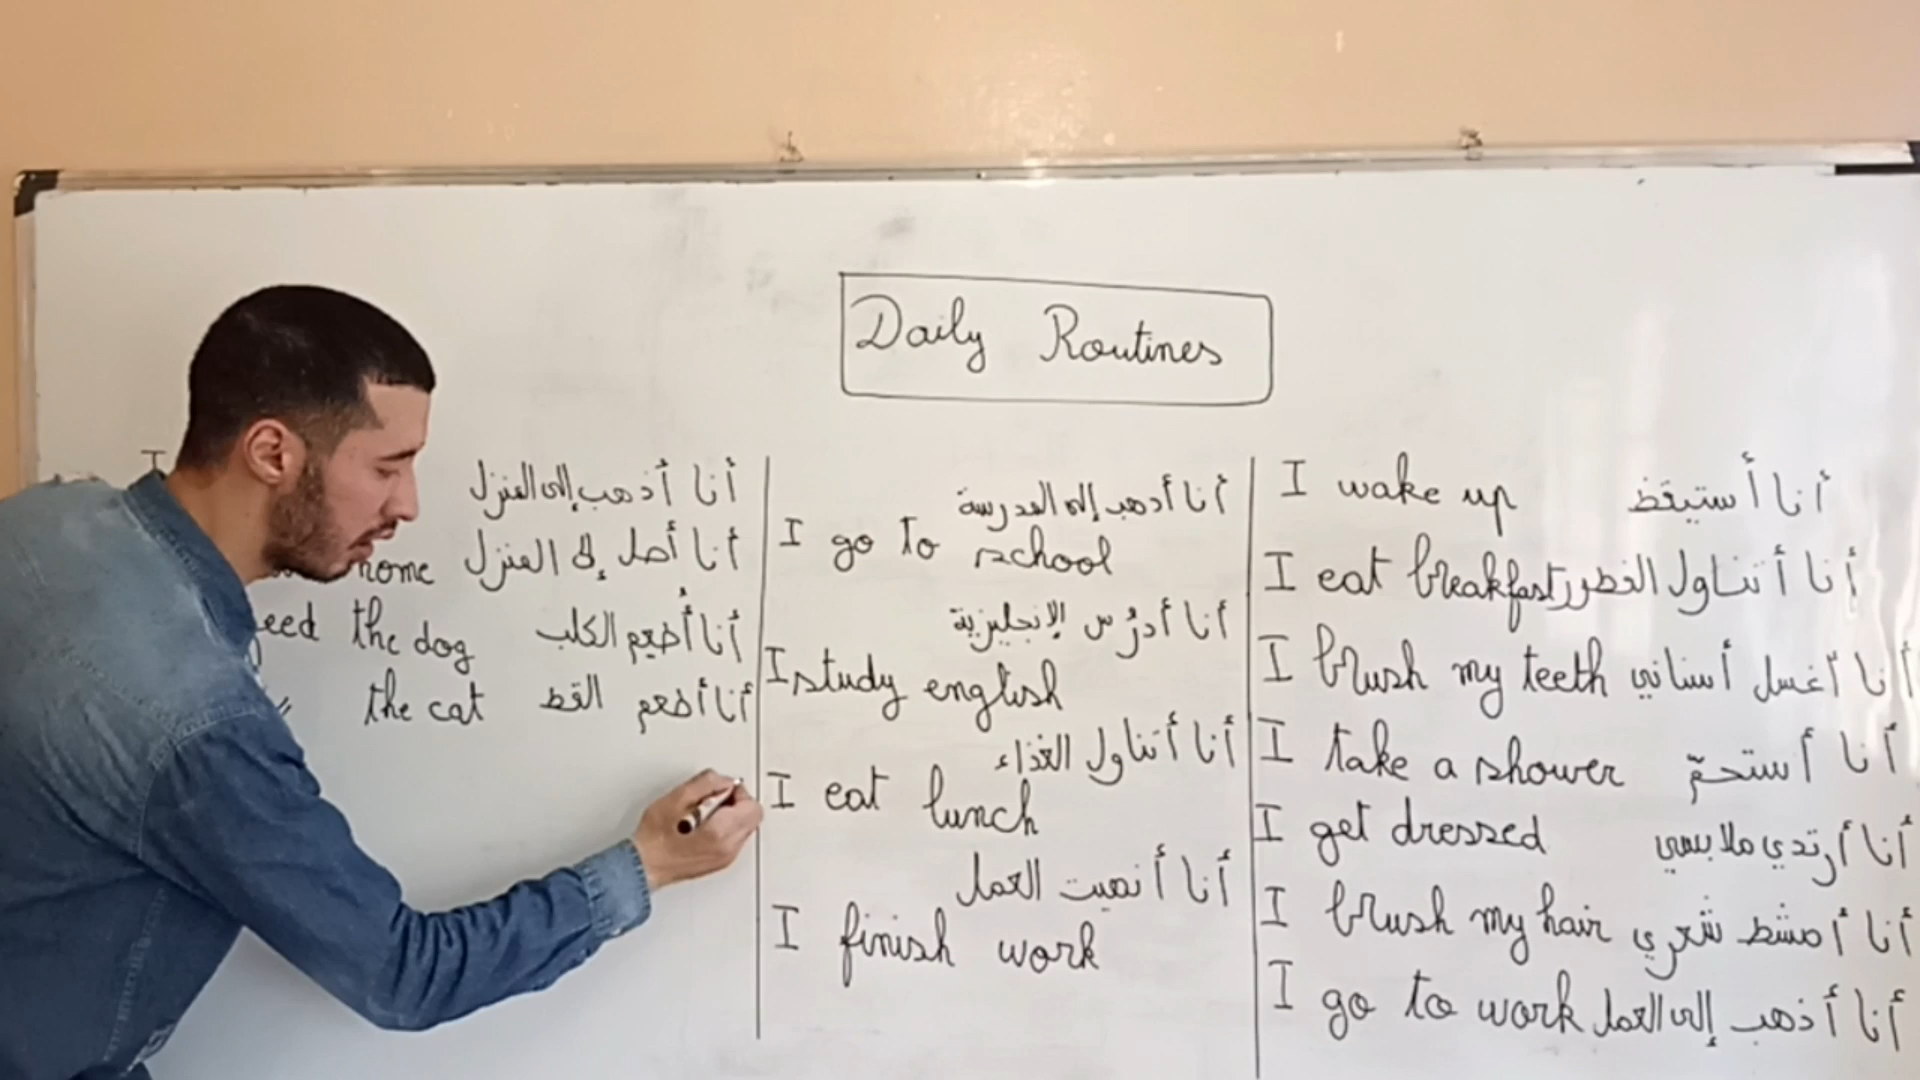 Daily Routines
I wake up أنا أستيقظ
I eat breakfast أنا أتناول الفطور
I brush my teeth أنا أغسل أسناني
I take a shower أنا أستحمّ
I get dressed أنا أرتدي ملابسي
I brush my hair أنا أمشط شعري
I go to work أنا أذهب إلى العمل
أنا أدهب إلى المدرسة
I go to school
أنا أدرُس الإنجليزية
I study english
أنا أتناول الغذاء
I eat lunch
أنا أنهيت العمل
I finish work
I أنا أذهب إلى المنزل
home أنا أصل إلى المنزل
feed the dog أنا أُطعم الكلب
" the cat أنا أطعم القط